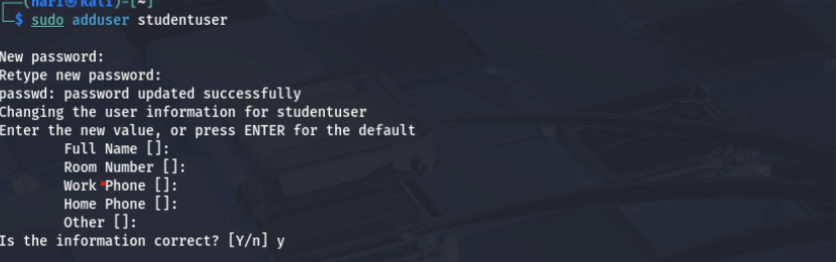 (hari㉿kali)-[~]
$ sudo adduser studentuser
New password:
Retype new password:
passwd: password updated successfully
Changing the user information for studentuser
Enter the new value, or press ENTER for the default
Full Name []:
Room Number []:
Work Phone []:
Home Phone []:
Other []:
Is the information correct? [Y/n] y